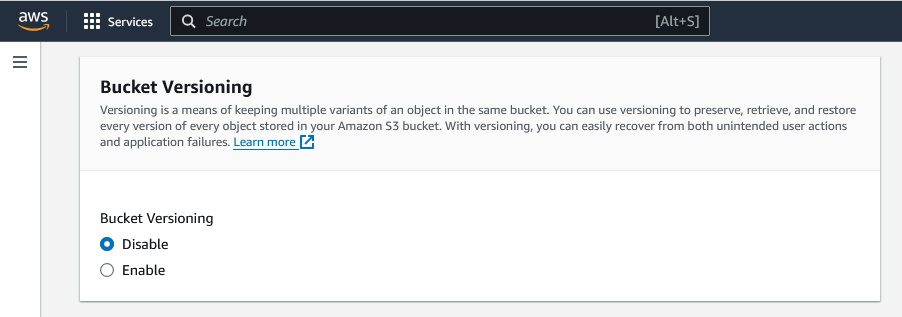 aws
Services
Search
[Alt+S]
Bucket Versioning
Versioning is a means of keeping multiple variants of an object in the same bucket. You can use versioning to preserve, retrieve, and restore
every version of every object stored in your Amazon S3 bucket. With versioning, you can easily recover from both unintended user actions
and application failures. Learn more
Bucket Versioning
Disable
Enable